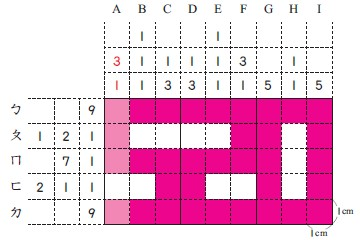 A B C D E F G H I
1 1
3 1 1 1 1 3 1
1 1 3 3 1 1 5 1 5
ㄅ 9
ㄆ 1 2 1
ㄇ 7 1
ㄈ 2 1 1
ㄉ 9
1cm
1cm